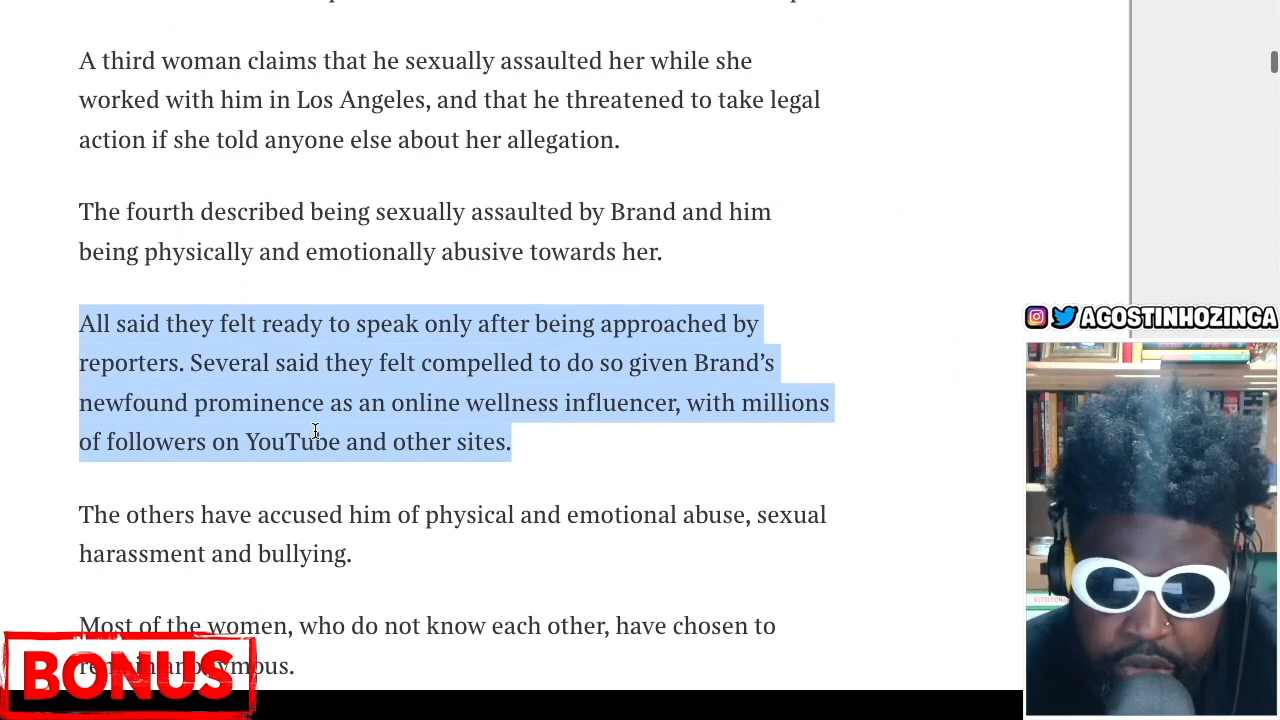 A third woman claims that he sexually assaulted her while she
worked with him in Los Angeles, and that he threatened to take legal
action if she told anyone else about her allegation.
The fourth described being sexually assaulted by Brand and him
being physically and emotionally abusive towards her.
All said they felt ready to speak only after being approached by
reporters. Several said they felt compelled to do so given Brand’s
newfound prominence as an online wellness influencer, with millions
of followers on YouTube and other sites.
The others have accused him of physical and emotional abuse, sexual
harassment and bullying.
Most of the women, who do not know each other, have chosen to
remain anonymous.
AGOSTINHOZINGA
BONUS